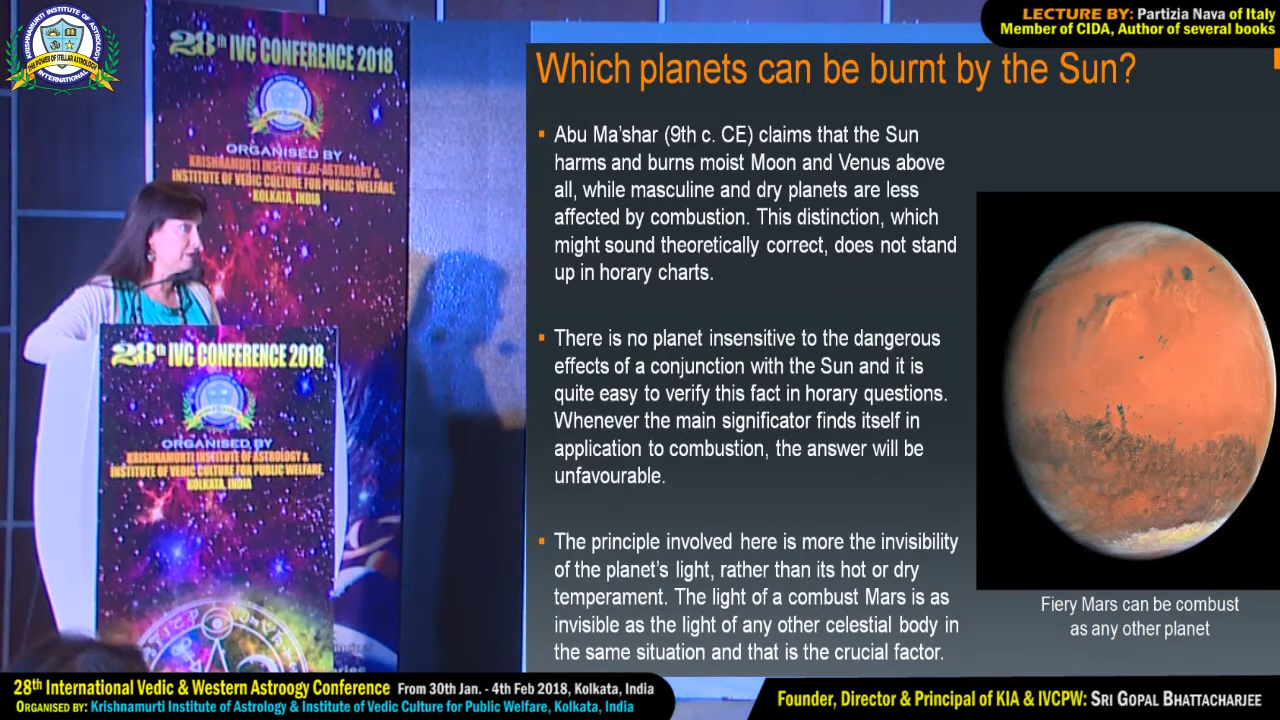 KRISHNAMURTI INSTITUTE OF ASTROLOGY
THE POWER OF STELLAR ASTROLOGY
INTERNATIONAL
LECTURE BY: Partizia Nava of Italy
Member of CIDA, Author of several books
28th IVC CONFERENCE 2018
ORGANISED BY
KRISHNAMURTI INSTITUTE OF ASTROLOGY &
INSTITUTE OF VEDIC CULTURE FOR PUBLIC WELFARE,
KOLKATA, INDIA
28th IVC CONFERENCE 2018
ORGANISED BY
KRISHNAMURTI INSTITUTE OF ASTROLOGY &
INSTITUTE OF VEDIC CULTURE FOR PUBLIC WELFARE,
KOLKATA, INDIA
Which planets can be burnt by the Sun?
Abu Ma'shar (9th c. CE) claims that the Sun
harms and burns moist Moon and Venus above
all, while masculine and dry planets are less
affected by combustion. This distinction, which
might sound theoretically correct, does not stand
up in horary charts.
There is no planet insensitive to the dangerous
effects of a conjunction with the Sun and it is
quite easy to verify this fact in horary questions.
Whenever the main significator finds itself in
application to combustion, the answer will be
unfavourable.
The principle involved here is more the invisibility
of the planet's light, rather than its hot or dry
temperament. The light of a combust Mars is as
invisible as the light of any other celestial body in
the same situation and that is the crucial factor.
Fiery Mars can be combust
as any other planet
28th International Vedic & Western Astroogy Conference From 30th Jan. - 4th Feb 2018, Kolkata, India
ORGANISED BY: Krishnamurti Institute of Astrology & Institute of Vedic Culture for Public Welfare, Kolkata, India
Founder, Director & Principal of KIA & IVCPW: SRI GOPAL BHATTACHARJEE